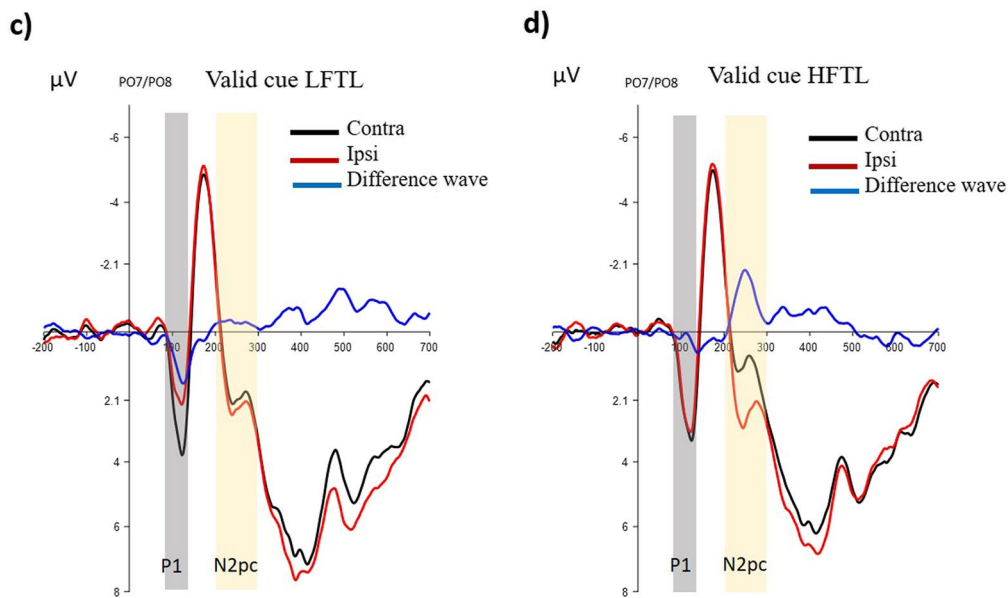 c)
μV
PO7/PO8
Valid cue LFTL
Contra
Ipsi
Difference wave
-6
-4
-2.1
2.1
4
6
8
-200
-100
100
200
300
400
500
600
700
P1
N2pc
d)
μV
PO7/PO8
Valid cue HFTL
Contra
Ipsi
Difference wave
-6
-4
-2.1
2.1
4
6
8
-200
-100
100
200
300
400
500
600
700
P1
N2pc